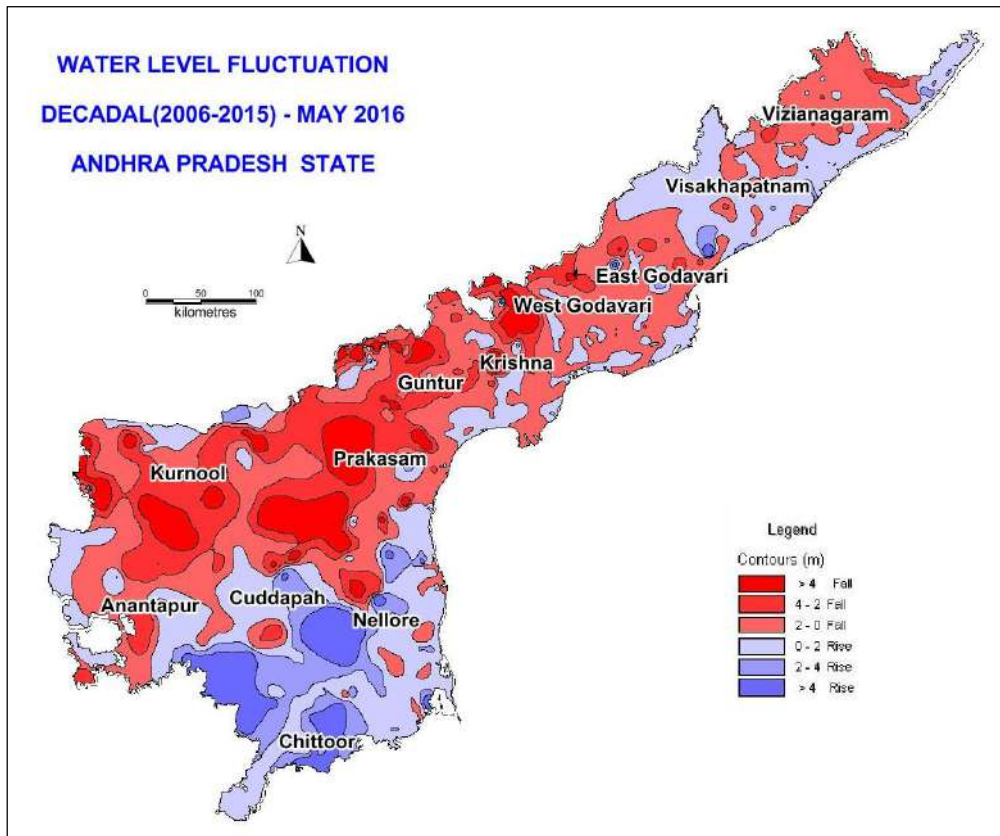 WATER LEVEL FLUCTUATION
DECADAL(2006-2015) - MAY 2016
ANDHRA PRADESH STATE
N
0 50 100
kilometres
Vizianagaram
Visakhapatnam
East Godavari
West Godavari
Krishna
Guntur
Prakasam
Kurnool
Anantapur
Cuddapah
Nellore
Chittoor
Legend
Contours (m)
> 4 Fall
4 - 2 Fall
2 - 0 Fall
0 - 2 Rise
2 - 4 Rise
> 4 Rise